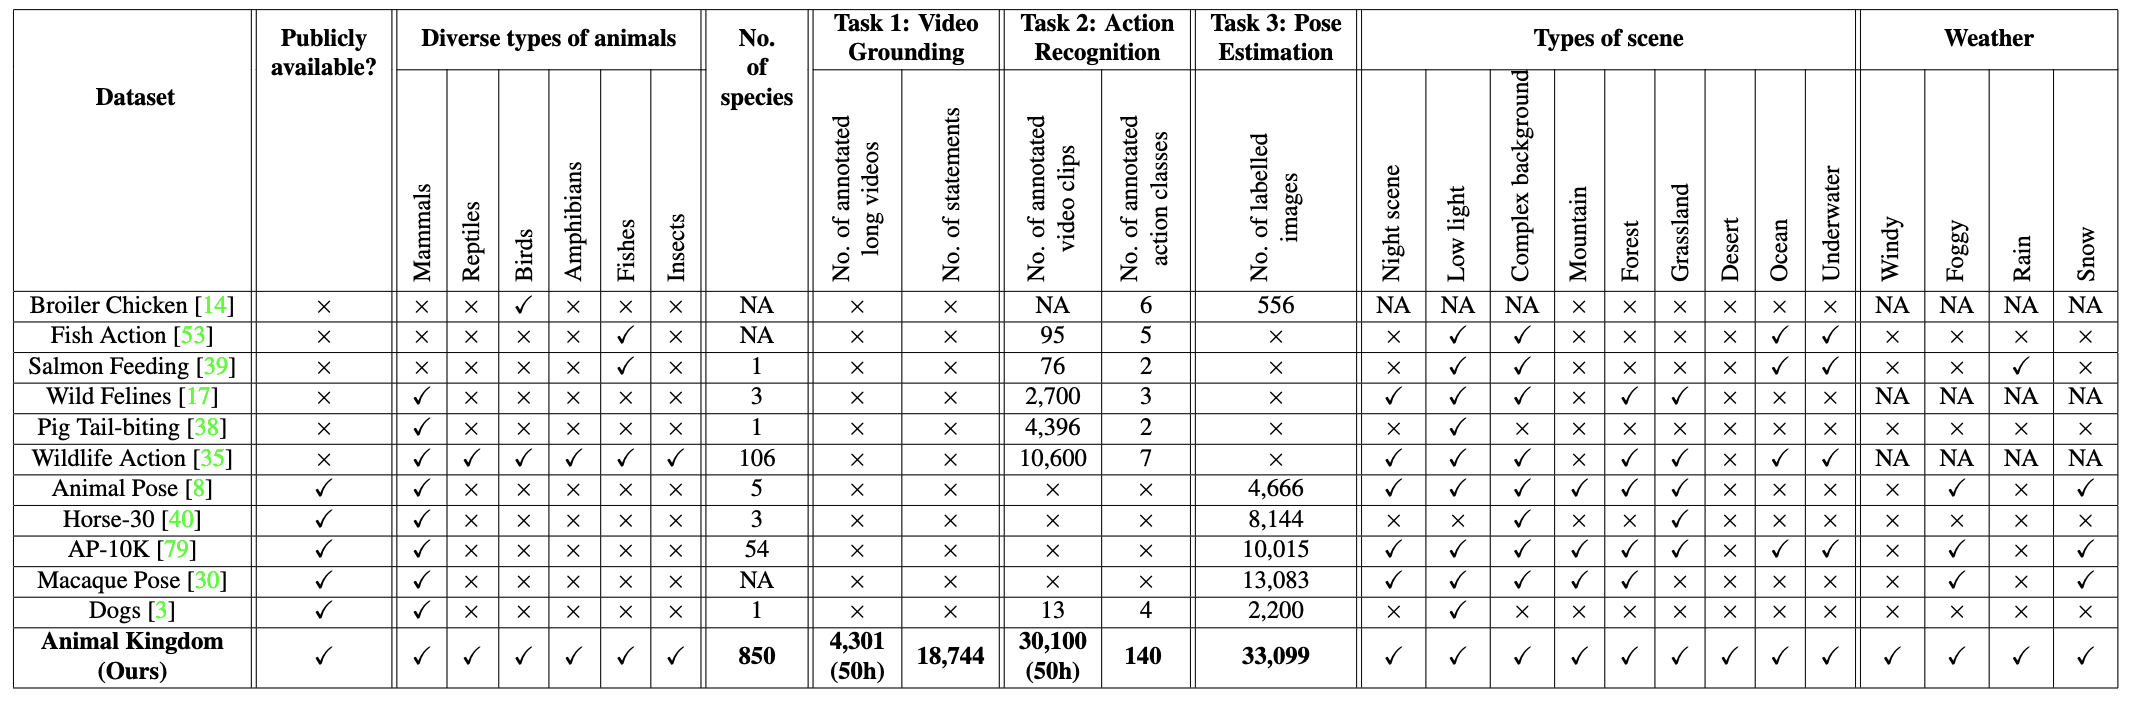 Dataset
Publicly available?
Diverse types of animals
No. of species
Task 1: Video Grounding
Task 2: Action Recognition
Task 3: Pose Estimation
Types of scene
Weather
Mammals
Reptiles
Birds
Amphibians
Fishes
Insects
No. of annotated long videos
No. of statements
No. of annotated video clips
No. of annotated action classes
No. of labelled images
Night scene
Low light
Complex background
Mountain
Forest
Grassland
Desert
Ocean
Underwater
Windy
Foggy
Rain
Snow
Broiler Chicken [14] × × × ✓ × × × NA × × NA 6 556 NA NA NA × × × × × × NA NA NA NA
Fish Action [53] × × × × × ✓ × NA × × 95 5 × × ✓ ✓ × × × × ✓ ✓ × × × ×
Salmon Feeding [39] × × × × × ✓ × 1 × × 76 2 × × ✓ ✓ × × × × ✓ ✓ × × ✓ ×
Wild Felines [17] × ✓ × × × × × 3 × × 2,700 3 × ✓ ✓ ✓ × ✓ ✓ × × × NA NA NA NA
Pig Tail-biting [38] × ✓ × × × × × 1 × × 4,396 2 × × ✓ × × × × × × × × × × ×
Wildlife Action [35] × ✓ ✓ ✓ ✓ ✓ ✓ 106 × × 10,600 7 × ✓ ✓ ✓ × ✓ ✓ × ✓ ✓ NA NA NA NA
Animal Pose [8] ✓ ✓ × × × × × 5 × × × × 4,666 ✓ ✓ ✓ ✓ ✓ ✓ × × × × ✓ × ✓
Horse-30 [40] ✓ ✓ × × × × × 3 × × × × 8,144 × × ✓ × × ✓ × × × × × × ×
AP-10K [79] ✓ ✓ × × × × × 54 × × × × 10,015 ✓ ✓ ✓ ✓ ✓ ✓ × ✓ ✓ × ✓ × ✓
Macaque Pose [30] ✓ ✓ × × × × × NA × × × × 13,083 ✓ ✓ ✓ ✓ ✓ × × × × × ✓ × ✓
Dogs [3] ✓ ✓ × × × × × 1 × × 13 4 2,200 × ✓ × × × × × × × × × × ×
Animal Kingdom (Ours) ✓ ✓ ✓ ✓ ✓ ✓ ✓ 850 4,301 (50h) 18,744 30,100 (50h) 140 33,099 ✓ ✓ ✓ ✓ ✓ ✓ ✓ ✓ ✓ ✓ ✓ ✓ ✓